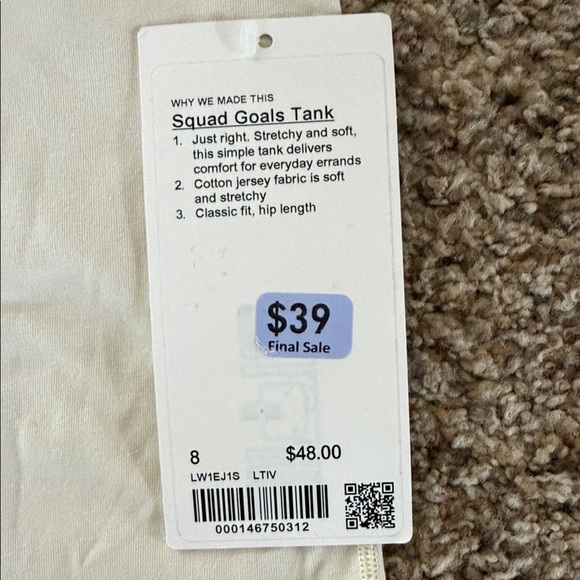 WHY WE MADE THIS
Squad Goals Tank
1. Just right. Stretchy and soft,
this simple tank delivers
comfort for everyday errands
2. Cotton jersey fabric is soft
and stretchy
3. Classic fit, hip length
$39
Final Sale
8 $48.00
LW1EJ1S LTIV
000146750312